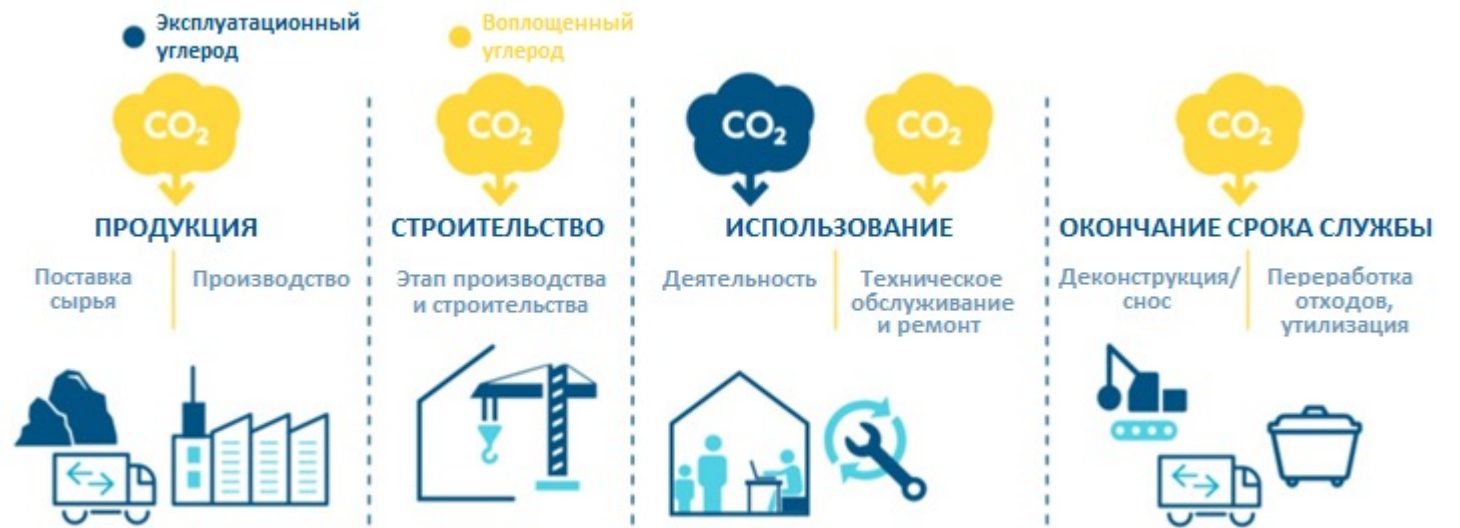 Эксплуатационный
углерод
Воплощенный
углерод
CO₂
CO₂
CO₂
CO₂
CO₂
ПРОДУКЦИЯ
СТРОИТЕЛЬСТВО
ИСПОЛЬЗОВАНИЕ
ОКОНЧАНИЕ СРОКА СЛУЖБЫ
Поставка
сырья
Производство
Этап производства
и строительства
Деятельность
Техническое
обслуживание
и ремонт
Деконструкция/
снос
Переработка
отходов,
утилизация